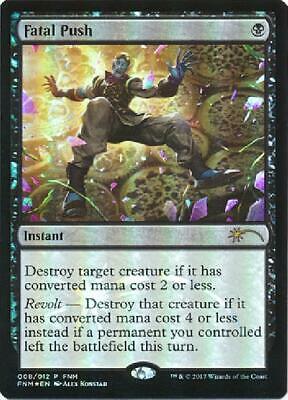 Fatal Push
Instant
Destroy target creature if it has
converted mana cost 2 or less.
Revolt — Destroy that creature if it
has converted mana cost 4 or less
instead if a permanent you controlled
left the battlefield this turn.
008/012 P FNM
FNM★EN Alex Konstad
™ & © 2017 Wizards of the Coast